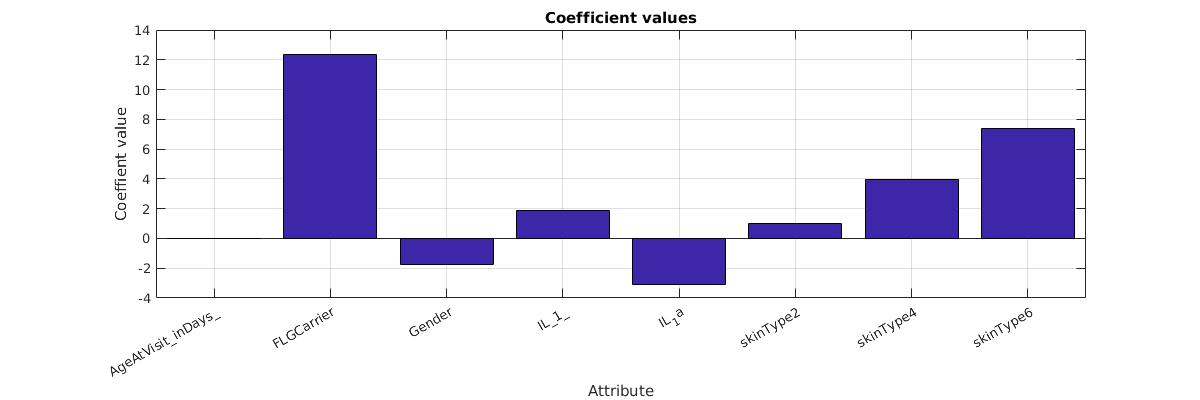 Coefficient values
14
12
10
8
6
4
2
0
-2
-4
Coeffient value
AgeAtVisit_inDays_
FLGCarrier
Gender
IL_1_
IL₁a
skinType2
skinType4
skinType6
Attribute